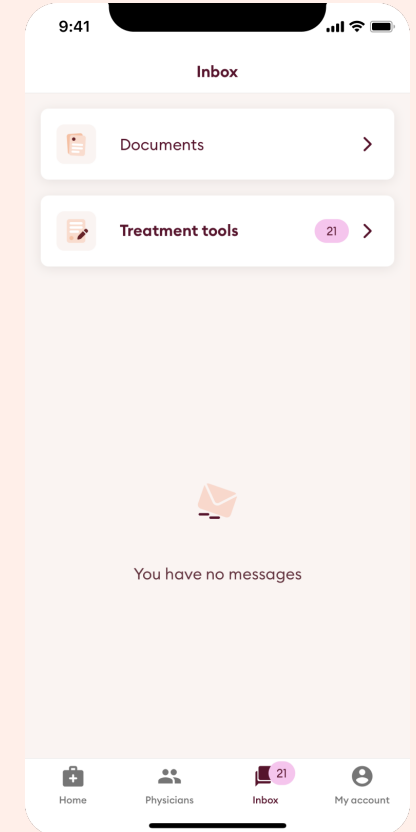 9:41
Inbox
Documents
Treatment tools 21
You have no messages
21
Home Physicians Inbox My account